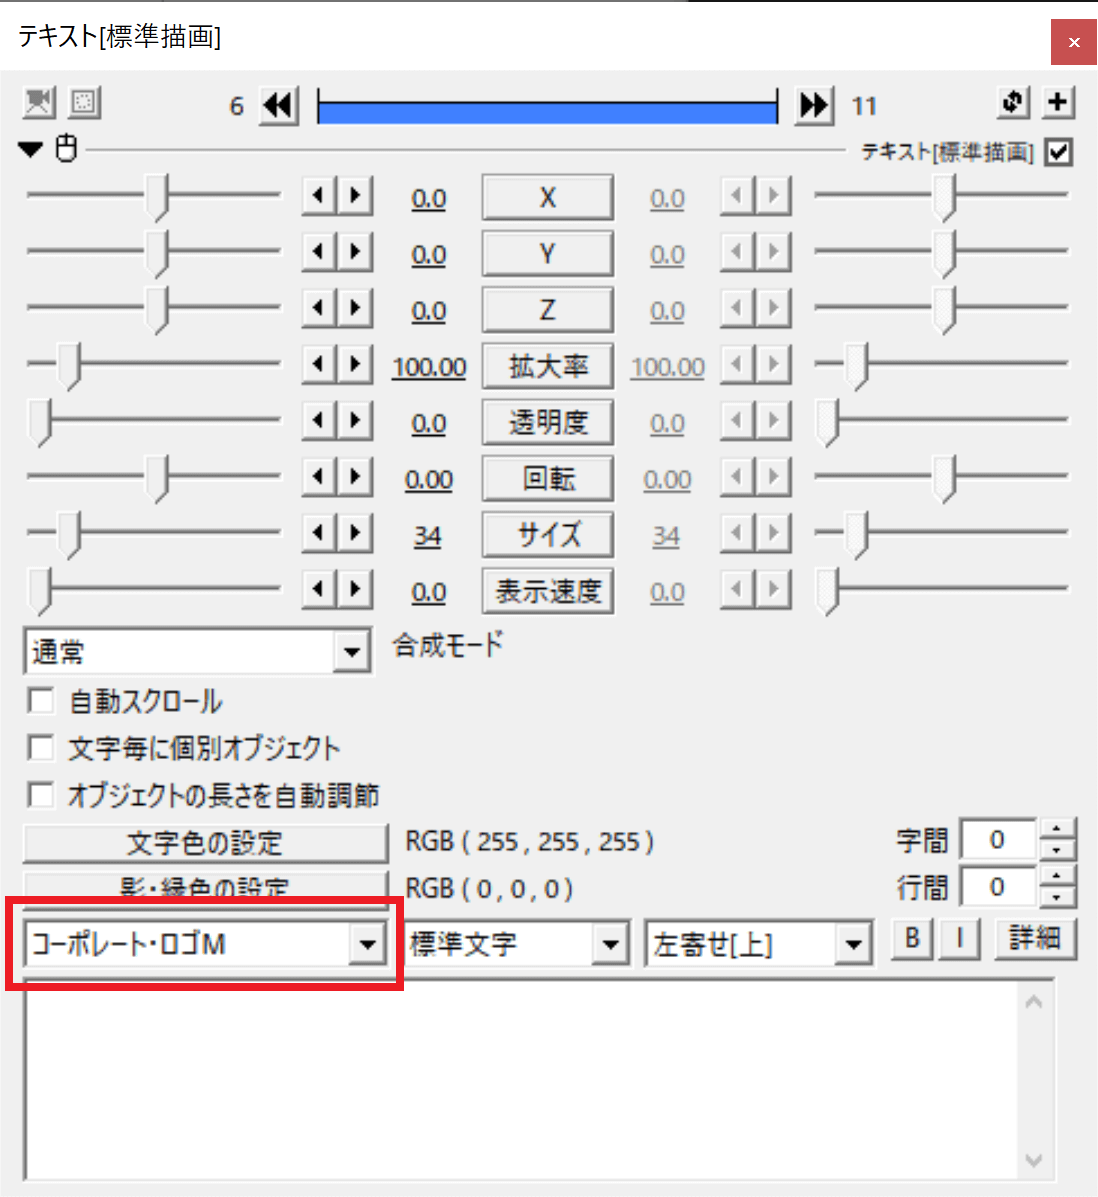 テキスト[標準描画]
6 11
テキスト[標準描画]
0.0 X 0.0
0.0 Y 0.0
0.0 Z 0.0
100.00 拡大率 100.00
0.0 透明度 0.0
0.00 回転 0.00
34 サイズ 34
0.0 表示速度 0.0
通常 合成モード
自動スクロール
文字毎に個別オブジェクト
オブジェクトの長さを自動調節
文字色の設定 RGB ( 255 , 255 , 255 ) 字間 0
影・縁色の設定 RGB ( 0 , 0 , 0 ) 行間 0
コーポレート・ロゴM 標準文字 左寄せ[上] B I 詳細